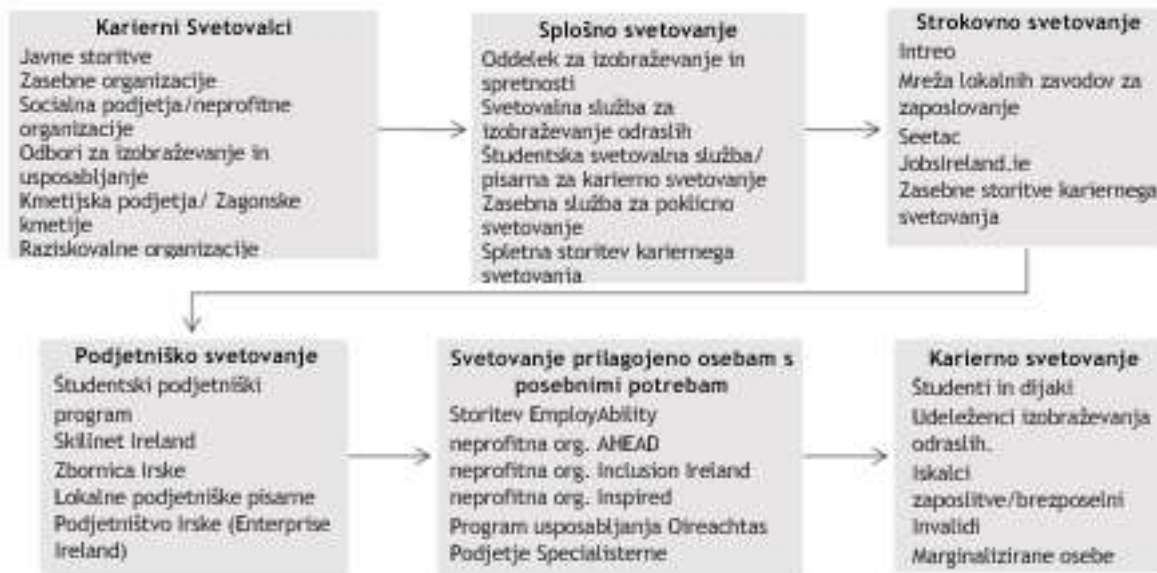 Karierni Svetovalci
Javne storitve
Zasebne organizacije
Socialna podjetja/neprofitne
organizacije
Odbori za izobraževanje in
usposabljanje
Kmetijska podjetja/ Zagonske
kmetije
Raziskovalne organizacije
Splošno svetovanje
Oddelek za izobraževanje in
spretnosti
Svetovalna služba za
izobraževanje odraslih
Študentska svetovalna služba/
pisarna za karierno svetovanje
Zasebna služba za poklicno
svetovanje
Spletna storitev kariernega
svetovanja
Strokovno svetovanje
Intreo
Mreža lokalnih zavodov za
zaposlovanje
Seetac
JobsIreland.ie
Zasebne storitve kariernega
svetovanja
Podjetniško svetovanje
Študentski podjetniški
program
Skillnet Ireland
Zbornica Irske
Lokalne podjetniške pisarne
Podjetništvo Irske (Enterprise
Ireland)
Svetovanje prilagojeno osebam s
posebnimi potrebam
Storitev EmployAbility
neprofitna org. AHEAD
neprofitna org. Inclusion Ireland
neprofitna org. Inspired
Program usposabljanja Oireachtas
Podjetje Specialisterne
Karierno svetovanje
Študenti in dijaki
Udeleženci izobraževanja
odraslih.
Iskalci
zaposlitve/brezposelni
Invalidi
Marginalizirane osebe